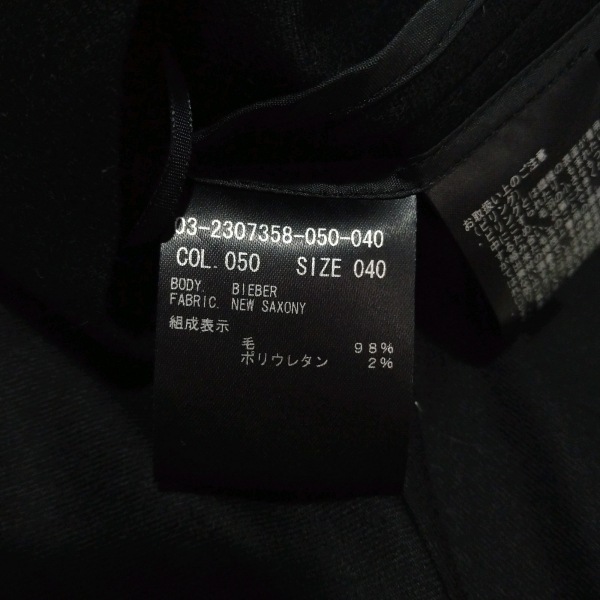 03-2307358-050-040
COL. 050 SIZE 040
BODY. BIEBER
FABRIC. NEW SAXONY
組成表示
毛 98%
ポリウレタン 2%
お取扱い上のご注意